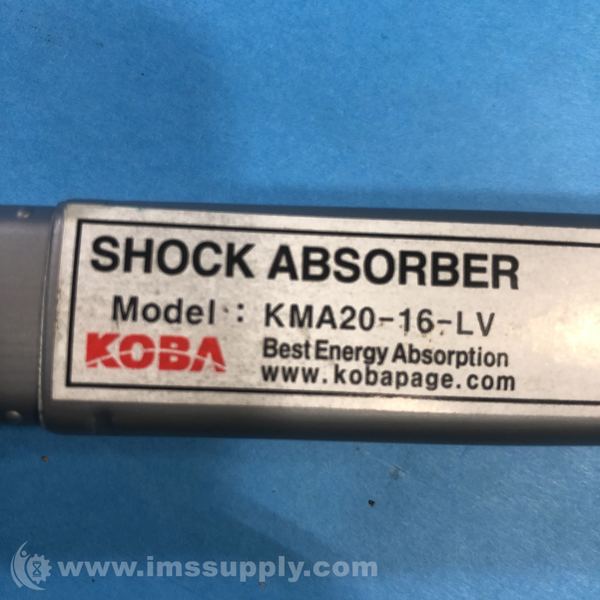 SHOCK ABSORBER
Model : KMA20-16-LV
KOBA Best Energy Absorption
www.kobapage.com
www.imssupply.com